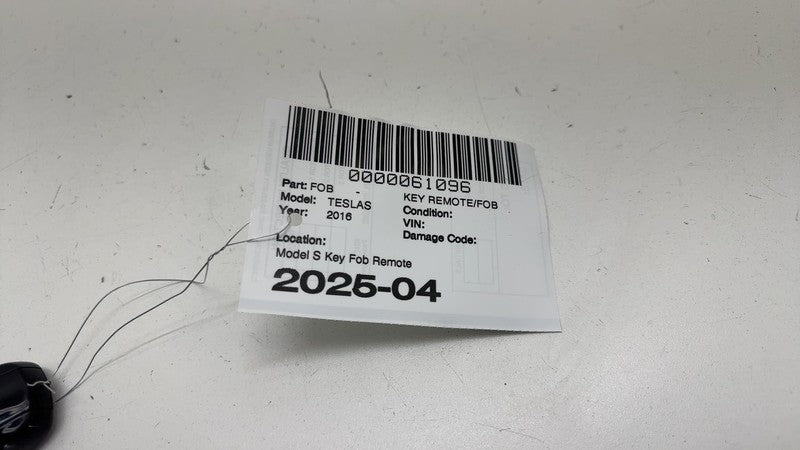 0000061096
Part: FOB - KEY REMOTE/FOB
Model: TESLAS Condition:
Year: 2016 VIN:
Damage Code:
Location:
Model S Key Fob Remote
2025-04